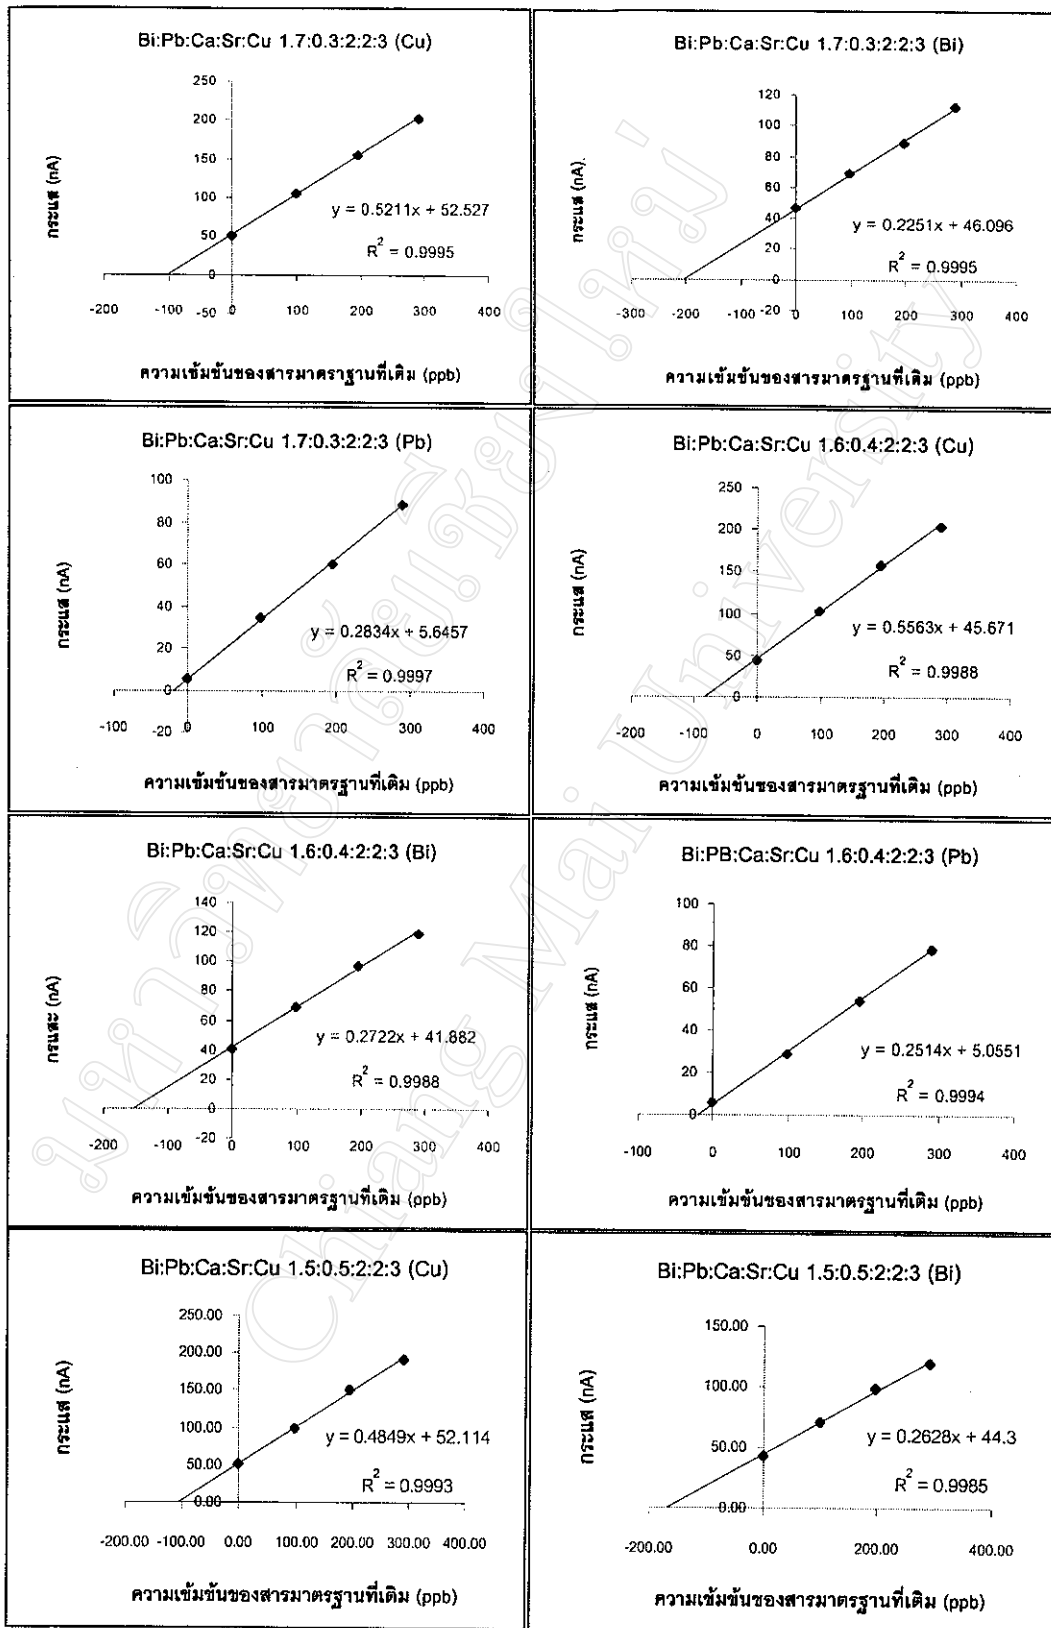 Bi:Pb:Ca:Sr:Cu 1.7:0.3:2:2:3 (Cu)
250
200
150
100
50
0
-50
-200
-100
0
100
200
300
400
กระแส (nA)
y = 0.5211x + 52.527
R² = 0.9995
ความเข้มข้นของสารมาตราฐานที่เติม (ppb)
Bi:Pb:Ca:Sr:Cu 1.7:0.3:2:2:3 (Bi)
120
100
80
60
40
20
0
-20
-300
-200
-100
0
100
200
300
400
กระแส (nA).
y = 0.2251x + 46.096
R² = 0.9995
ความเข้มข้นของสารมาตรฐานที่เติม (ppb)
Bi:Pb:Ca:Sr:Cu 1.7:0.3:2:2:3 (Pb)
100
80
60
40
20
0
-20
-100
0
100
200
300
400
กระแส (nA)
y = 0.2834x + 5.6457
R² = 0.9997
ความเข้มข้นของสารมาตรฐานที่เติม (ppb)
Bi:Pb:Ca:Sr:Cu 1.6:0.4:2:2:3 (Cu)
250
200
150
100
50
0
-200
-100
0
100
200
300
400
กระแส (nA)
y = 0.5563x + 45.671
R² = 0.9988
ความเข้มข้นของสารมาตรฐานที่เติม (ppb)
Bi:Pb:Ca:Sr:Cu 1.6:0.4:2:2:3 (Bi)
140
120
100
80
60
40
20
0
-20
-200
-100
0
100
200
300
400
กรแสะ (nA)
y = 0.2722x + 41.882
R² = 0.9988
ความเข้มข้นของสารมาตรฐานที่เติม (ppb)
Bi:PB:Ca:Sr:Cu 1.6:0.4:2:2:3 (Pb)
100
80
60
40
20
0
-100
0
100
200
300
400
กระแส (nA)
y = 0.2514x + 5.0551
R² = 0.9994
ความเข้มข้นของสารมาตรฐานที่เติม (ppb)
Bi:Pb:Ca:Sr:Cu 1.5:0.5:2:2:3 (Cu)
250.00
200.00
150.00
100.00
50.00
0.00
-200.00
-100.00
0.00
100.00
200.00
300.00
400.00
กระแส (nA)
y = 0.4849x + 52.114
R² = 0.9993
ความเข้มข้นของสารมาตรฐานที่เติม (ppb)
Bi:Pb:Ca:Sr:Cu 1.5:0.5:2:2:3 (Bi)
150.00
100.00
50.00
0.00
-200.00
0.00
200.00
400.00
กระแส (nA)
y = 0.2628x + 44.3
R² = 0.9985
ความเข้มข้นของสารมาตรฐานที่เติม (ppb)
มหาวิทยาลัยเชียงใหม่
Chiang Mai University